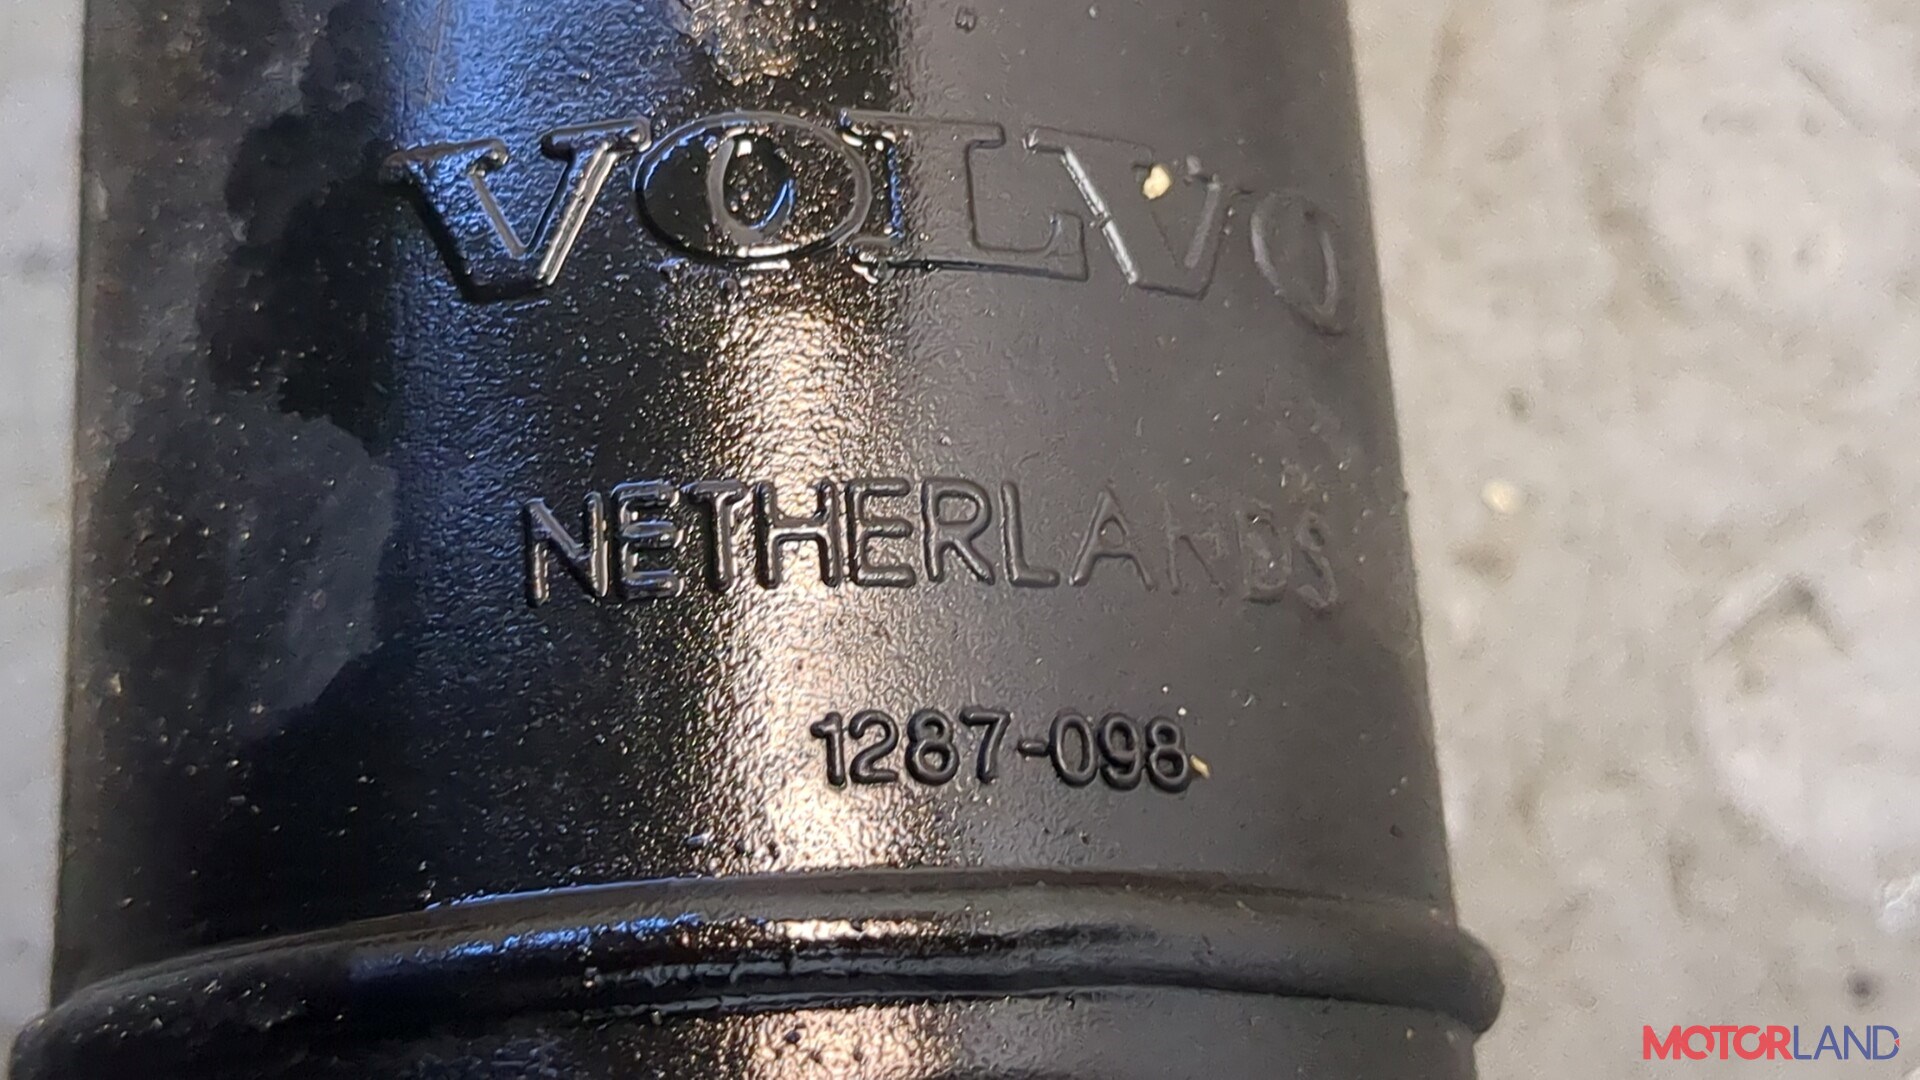 VOLVO
NETHERLANDS
1287-098
MOTORLAND